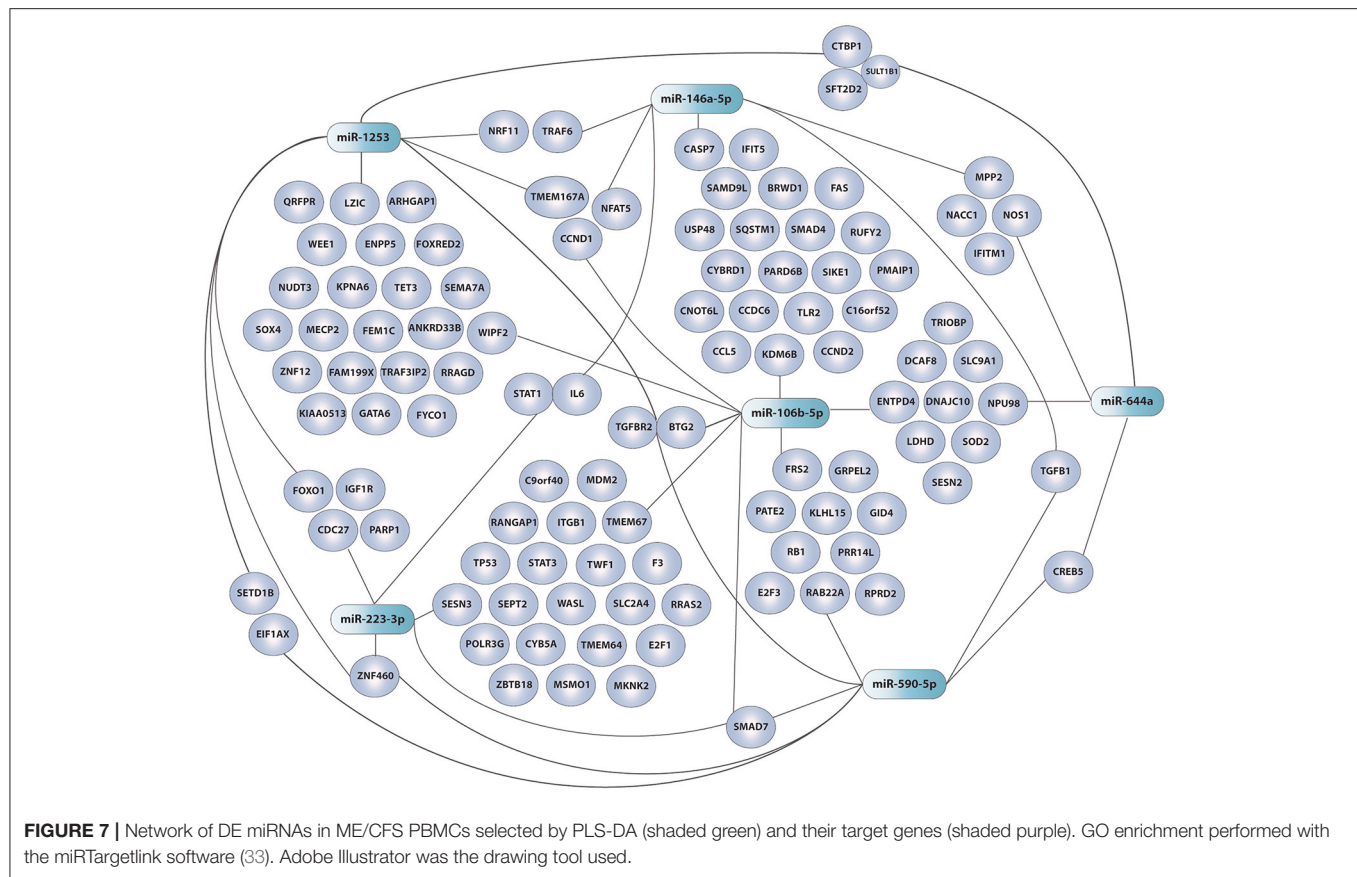 CTBP1
SULT1B1
SFT2D2
miR-146a-5p
miR-1253
NRF11 TRAF6
CASP7 IFIT5
MPP2
TMEM167A
SAMD9L BRWD1 FAS
QRFPR LZIC ARHGAP1
NFAT5
NACC1 NOS1
USP48 SQSTM1 SMAD4 RUFY2
WEE1 ENPP5 FOXRED2
CCND1
IFITM1
CYBRD1 PARD6B SIKE1 PMAIP1
NUDT3 KPNA6 TET3 SEMA7A
CNOT6L CCDC6 TLR2 C16orf52
TRIOBP
SOX4 MECP2 FEM1C ANKRD33B WIPF2
CCL5 KDM6B CCND2
DCAF8 SLC9A1
ZNF12 FAM199X TRAF3IP2 RRAGD
STAT1 IL6
ENTPD4 DNAJC10 NPU98
miR-644a
KIAA0513 GATA6 FYCO1
miR-106b-5p
TGFBR2 BTG2
LDHD SOD2
FRS2 GRPEL2
TGFB1
C9orf40 MDM2
SESN2
FOXO1 IGF1R
PATE2 KLHL15 GID4
RANGAP1 ITGB1 TMEM67
CDC27 PARP1
RB1 PRR14L
TP53 STAT3 TWF1 F3
CREB5
SETD1B
E2F3 RAB22A RPRD2
SESN3 SEPT2 WASL SLC2A4 RRAS2
miR-223-3p
EIF1AX
POLR3G CYB5A TMEM64 E2F1
ZNF460
miR-590-5p
ZBTB18 MSMO1 MKNK2
SMAD7
FIGURE 7 | Network of DE miRNAs in ME/CFS PBMCs selected by PLS-DA (shaded green) and their target genes (shaded purple). GO enrichment performed with
the miRTargetlink software (33). Adobe Illustrator was the drawing tool used.